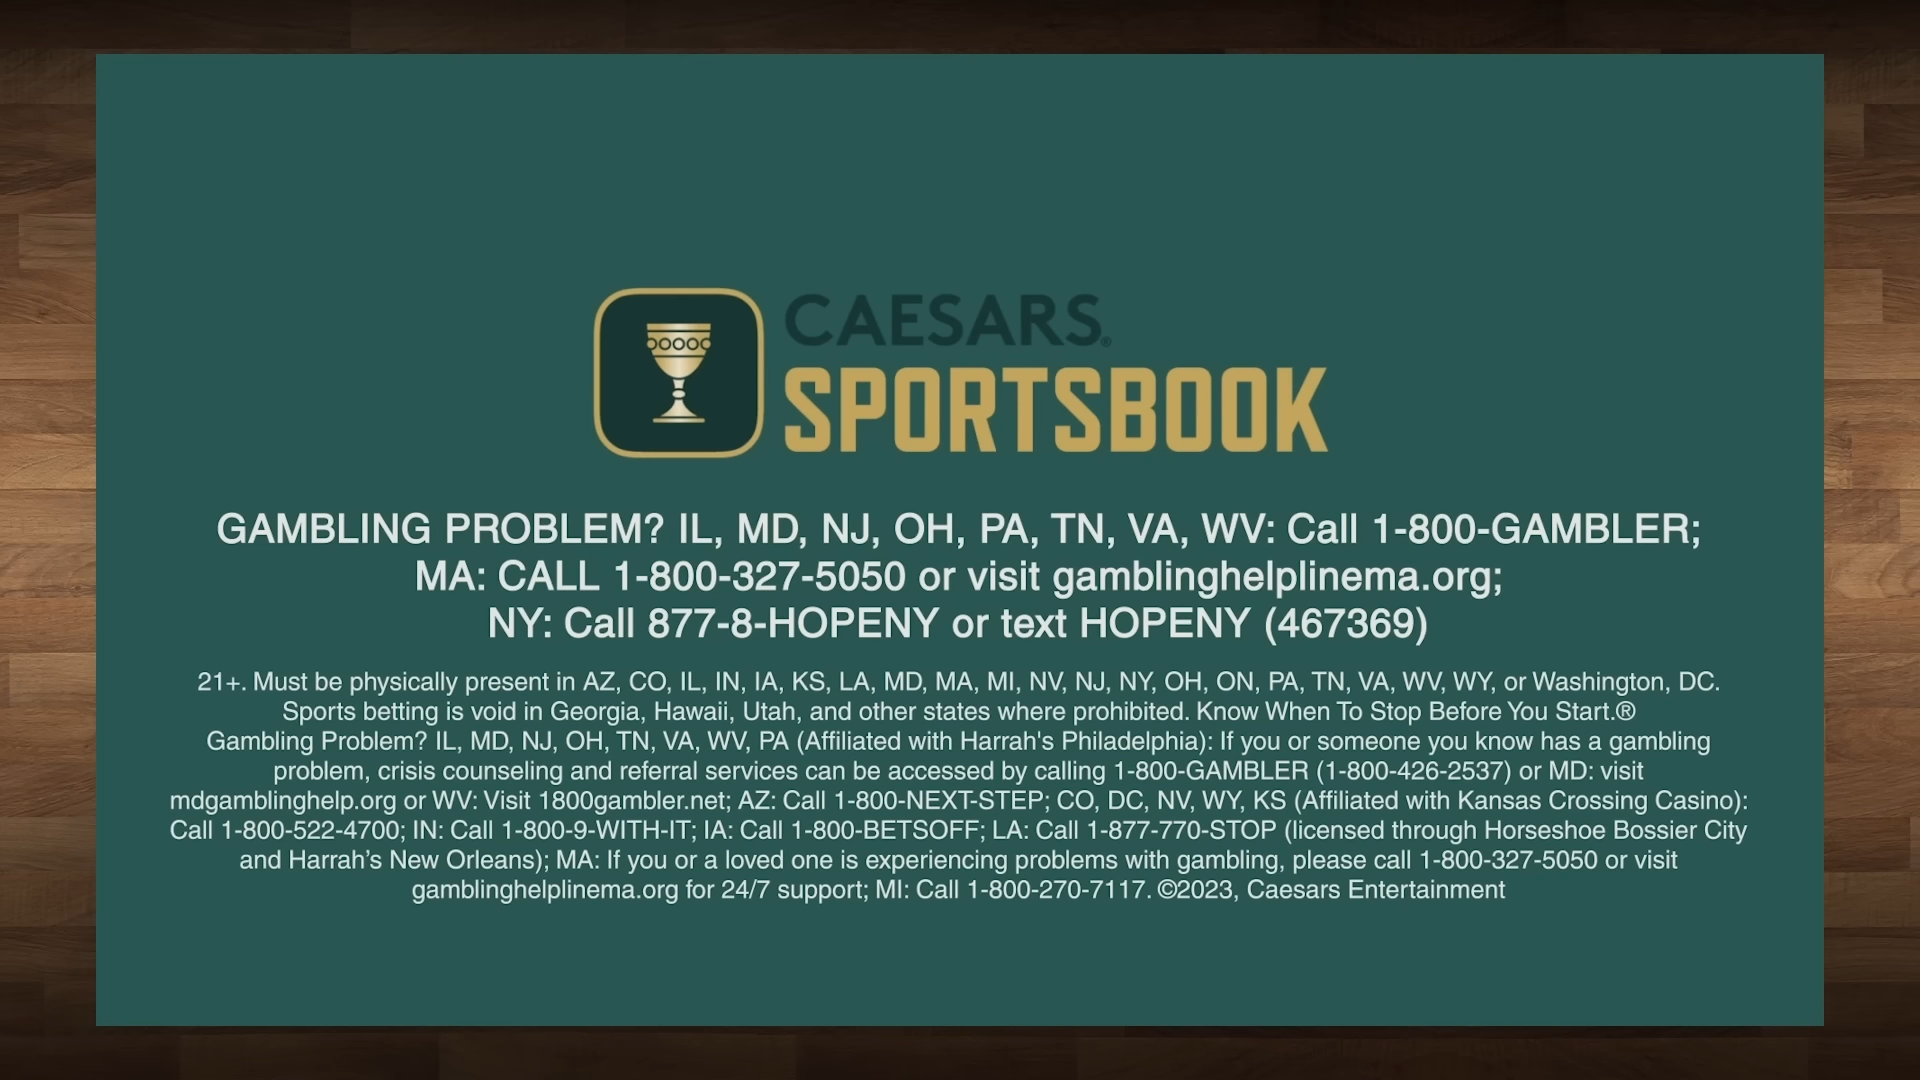 CAESARS®
SPORTSBOOK
GAMBLING PROBLEM? IL, MD, NJ, OH, PA, TN, VA, WV: Call 1-800-GAMBLER;
MA: CALL 1-800-327-5050 or visit gamblinghelplinema.org;
NY: Call 877-8-HOPENY or text HOPENY (467369)
21+. Must be physically present in AZ, CO, IL, IN, IA, KS, LA, MD, MA, MI, NV, NJ, NY, OH, ON, PA, TN, VA, WV, WY, or Washington, DC.
Sports betting is void in Georgia, Hawaii, Utah, and other states where prohibited. Know When To Stop Before You Start.®
Gambling Problem? IL, MD, NJ, OH, TN, VA, WV, PA (Affiliated with Harrah's Philadelphia): If you or someone you know has a gambling
problem, crisis counseling and referral services can be accessed by calling 1-800-GAMBLER (1-800-426-2537) or MD: visit
mdgamblinghelp.org or WV: Visit 1800gambler.net; AZ: Call 1-800-NEXT-STEP; CO, DC, NV, WY, KS (Affiliated with Kansas Crossing Casino):
Call 1-800-522-4700; IN: Call 1-800-9-WITH-IT; IA: Call 1-800-BETSOFF; LA: Call 1-877-770-STOP (licensed through Horseshoe Bossier City
and Harrah’s New Orleans); MA: If you or a loved one is experiencing problems with gambling, please call 1-800-327-5050 or visit
gamblinghelplinema.org for 24/7 support; MI: Call 1-800-270-7117. ©2023, Caesars Entertainment